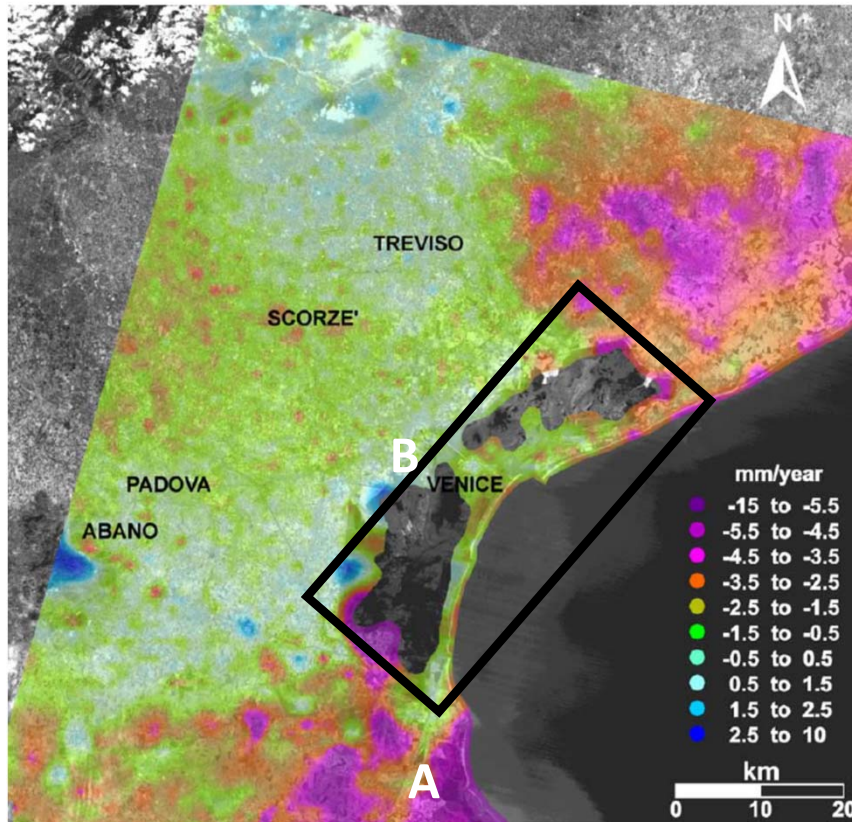 N
TREVISO
SCORZE'
B
PADOVA
VENICE
ABANO
mm/year
-15 to -5.5
-5.5 to -4.5
-4.5 to -3.5
-3.5 to -2.5
-2.5 to -1.5
-1.5 to -0.5
-0.5 to 0.5
0.5 to 1.5
1.5 to 2.5
2.5 to 10
A
km
0 10 20